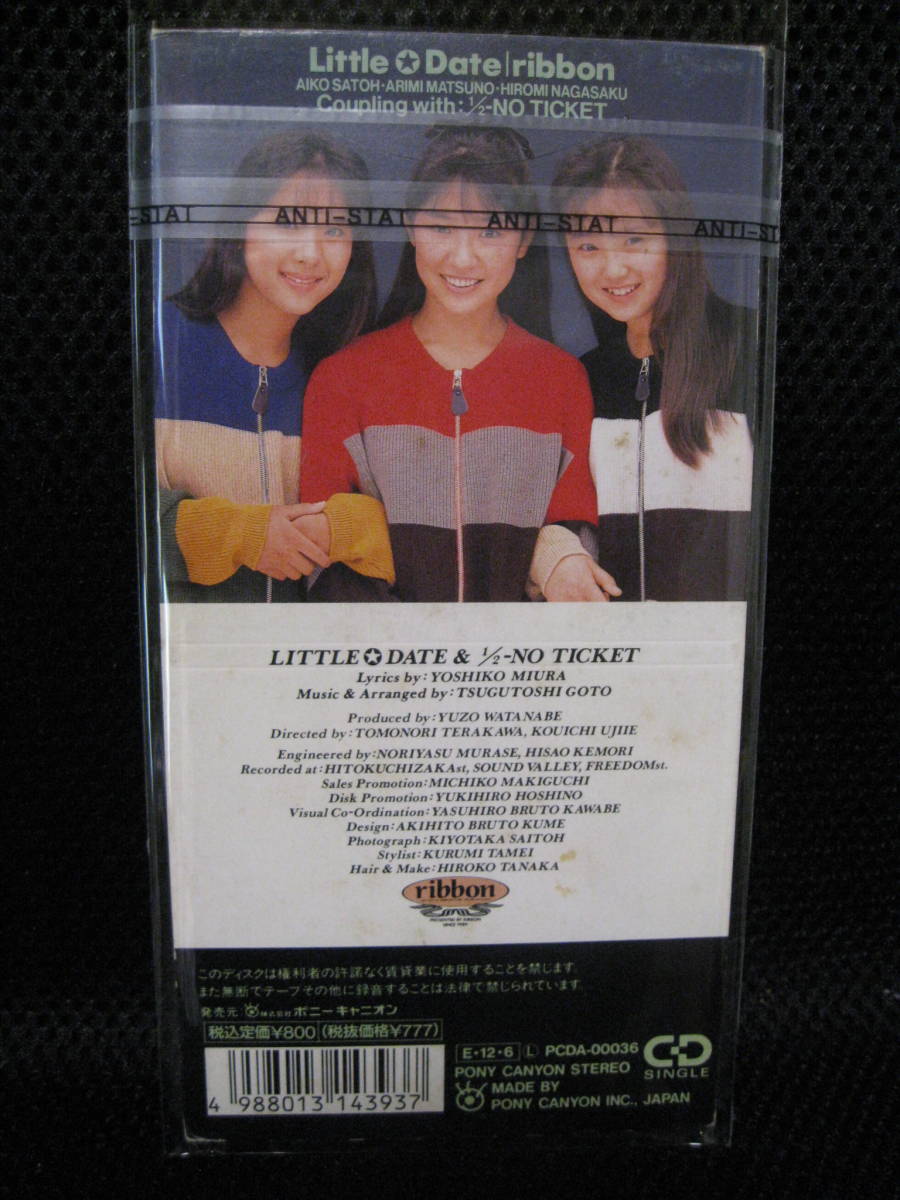 Little ✪ Date | ribbon
AIKO SATOH・ARIMI MATSUNO・HIROMI NAGASAKU
Coupling with: ½-NO TICKET
-STAT ANTI-STAT ANTI-STAT ANTI-STA
LITTLE ✪ DATE & ½-NO TICKET
Lyrics by: YOSHIKO MIURA
Music & Arranged by: TSUGUTOSHI GOTO
Produced by: YUZO WATANABE
Directed by: TOMONORI TERAKAWA, KOUICHI UJIIE
Engineered by: NORIYASU MURASE, HISAO KEMORI
Recorded at: HITOKUCHIZAKAst, SOUND VALLEY, FREEDOMst.
Sales Promotion: MICHIKO MAKIGUCHI
Disk Promotion: YUKIHIRO HOSHINO
Visual Co-Ordination: YASUHIRO BRUTO KAWABE
Design: AKIHITO BRUTO KUME
Photograph: KIYOTAKA SAITOH
Stylist: KURUMI TAMEI
Hair & Make: HIROKO TANAKA
ribbon
このディスクは権利者の許諾なく賃貸業に使用することを禁じます
また無断でテープその他に録音することは法律で禁じられています
発売元 株式会社 ポニーキャニオン
税込定価¥800 (税抜価格¥777)
E・12・6 L PCDA-00036
PONY CANYON STEREO
MADE BY
PONY CANYON INC., JAPAN
CD
SINGLE
4 988013 143937